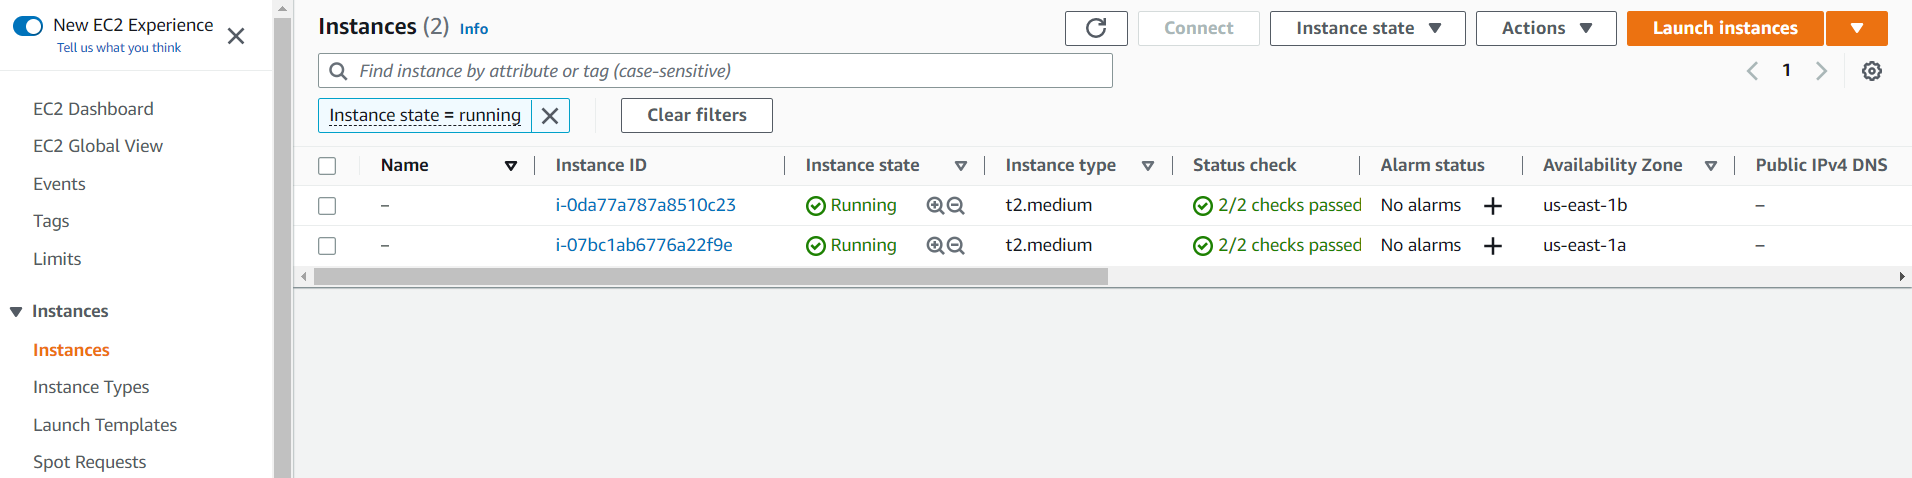 New EC2 Experience
Tell us what you think
EC2 Dashboard
EC2 Global View
Events
Tags
Limits
Instances
Instances
Instance Types
Launch Templates
Spot Requests
Instances (2) Info
Connect Instance state Actions Launch instances
Find instance by attribute or tag (case-sensitive)
1
Instance state = running
Clear filters
Name Instance ID Instance state Instance type Status check Alarm status Availability Zone Public IPv4 DNS
– i-0da77a787a8510c23 Running t2.medium 2/2 checks passed No alarms + us-east-1b –
– i-07bc1ab6776a22f9e Running t2.medium 2/2 checks passed No alarms + us-east-1a –